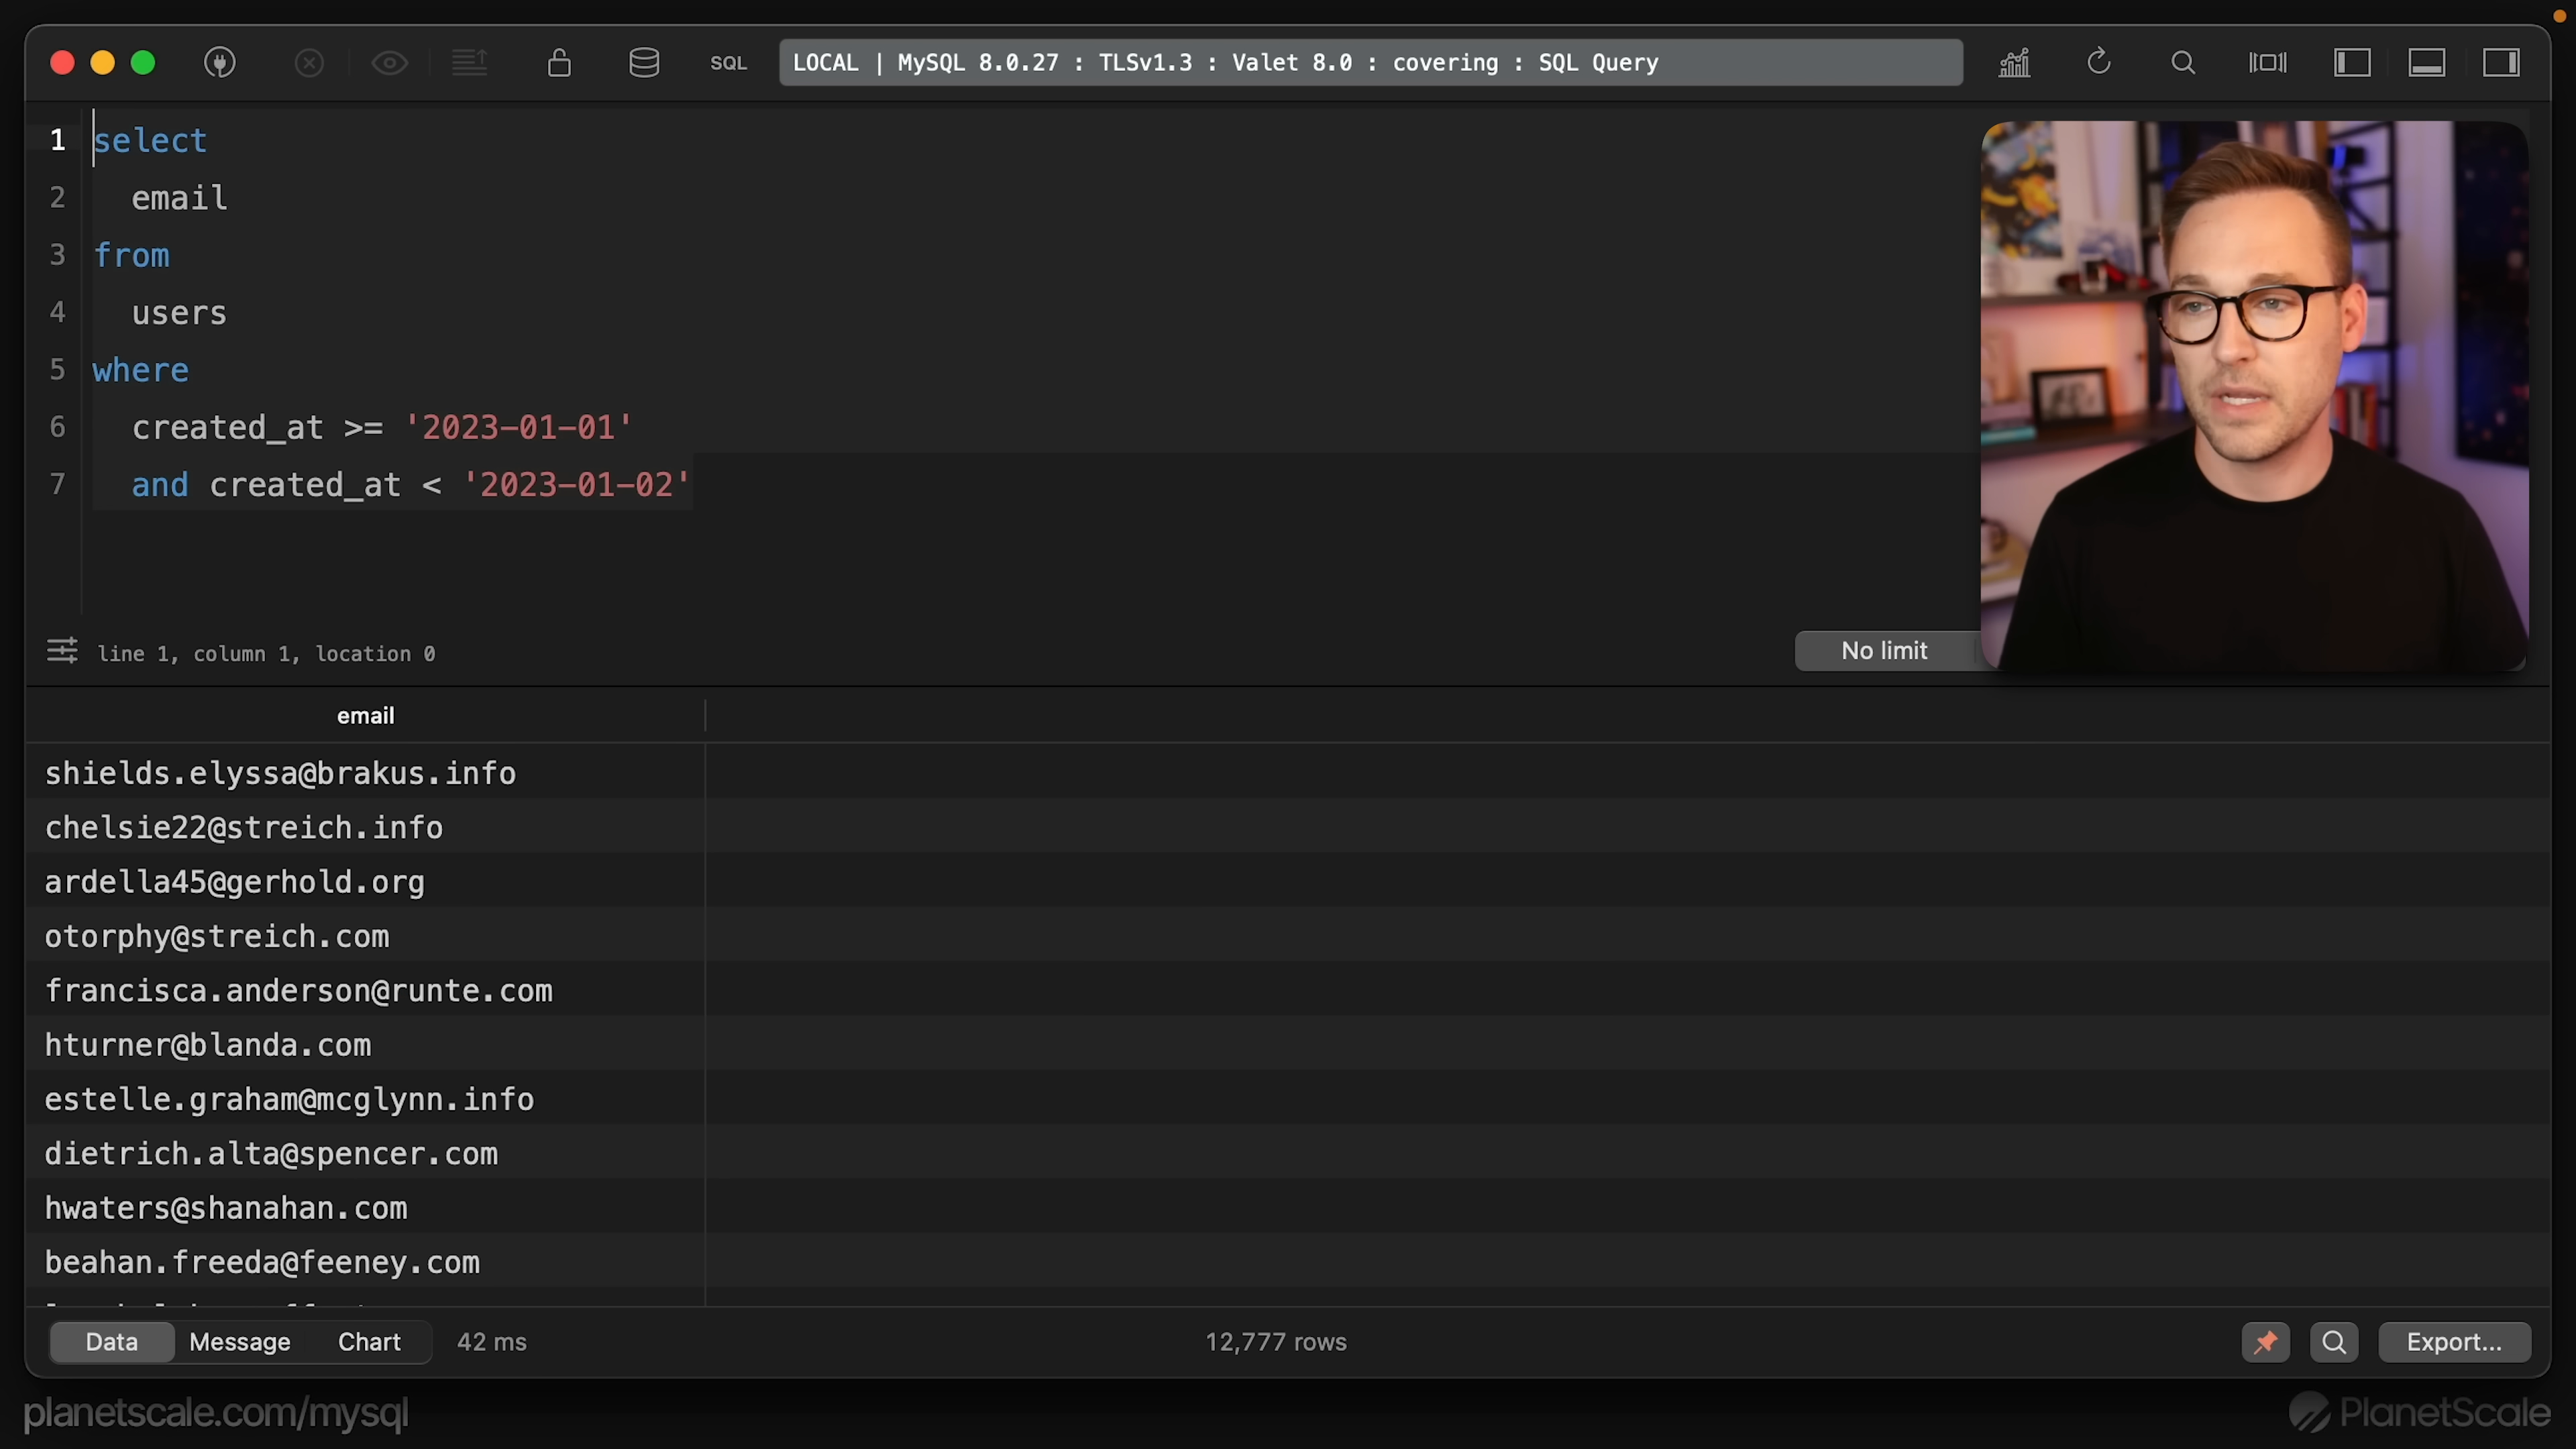 SQL
LOCAL | MySQL 8.0.27 : TLSv1.3 : Valet 8.0 : covering : SQL Query
1 select
2 email
3 from
4 users
5 where
6 created_at >= '2023-01-01'
7 and created_at < '2023-01-02'
line 1, column 1, location 0
No limit
email
shields.elyssa@brakus.info
chelsie22@streich.info
ardella45@gerhold.org
otorphy@streich.com
francisca.anderson@runte.com
hturner@blanda.com
estelle.graham@mcglynn.info
dietrich.alta@spencer.com
hwaters@shanahan.com
beahan.freeda@feeney.com
Data Message Chart 42 ms 12,777 rows Export...
planetscale.com/mysql PlanetScale